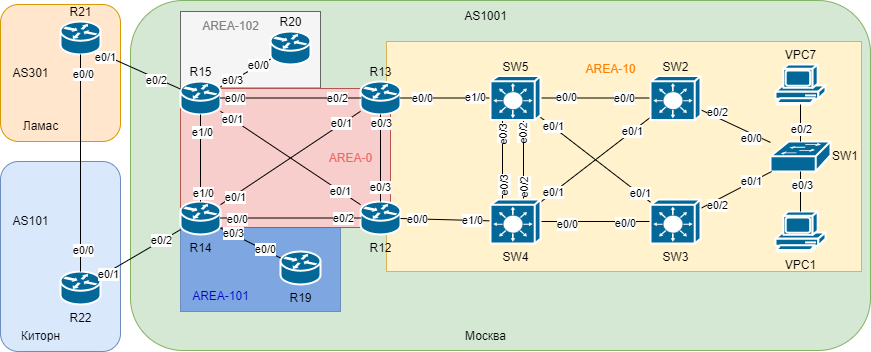 R21
e0/1
e0/0
AS301
Ламас
AS101
e0/0
e0/1
R22
Киторн
AS1001
AREA-102
R20
R15
e0/0
e0/3
e0/2
e0/0
e0/1
e1/0
R13
e0/2
e0/0
e0/1
e0/3
AREA-0
e1/0
e0/1
R14
e0/0
e0/2
e0/3
e0/3
e0/1
e0/2
e0/0
R12
e0/0
AREA-101
R19
AREA-10
SW5
e1/0
e0/0
e0/1
e0/3
e0/2
e0/3
e0/2
e1/0
e0/1
e0/0
SW4
SW2
e0/0
e0/2
e0/1
e0/1
e0/0
e0/2
SW3
VPC7
e0/2
e0/0
SW1
e0/1
e0/3
VPC1
Москва